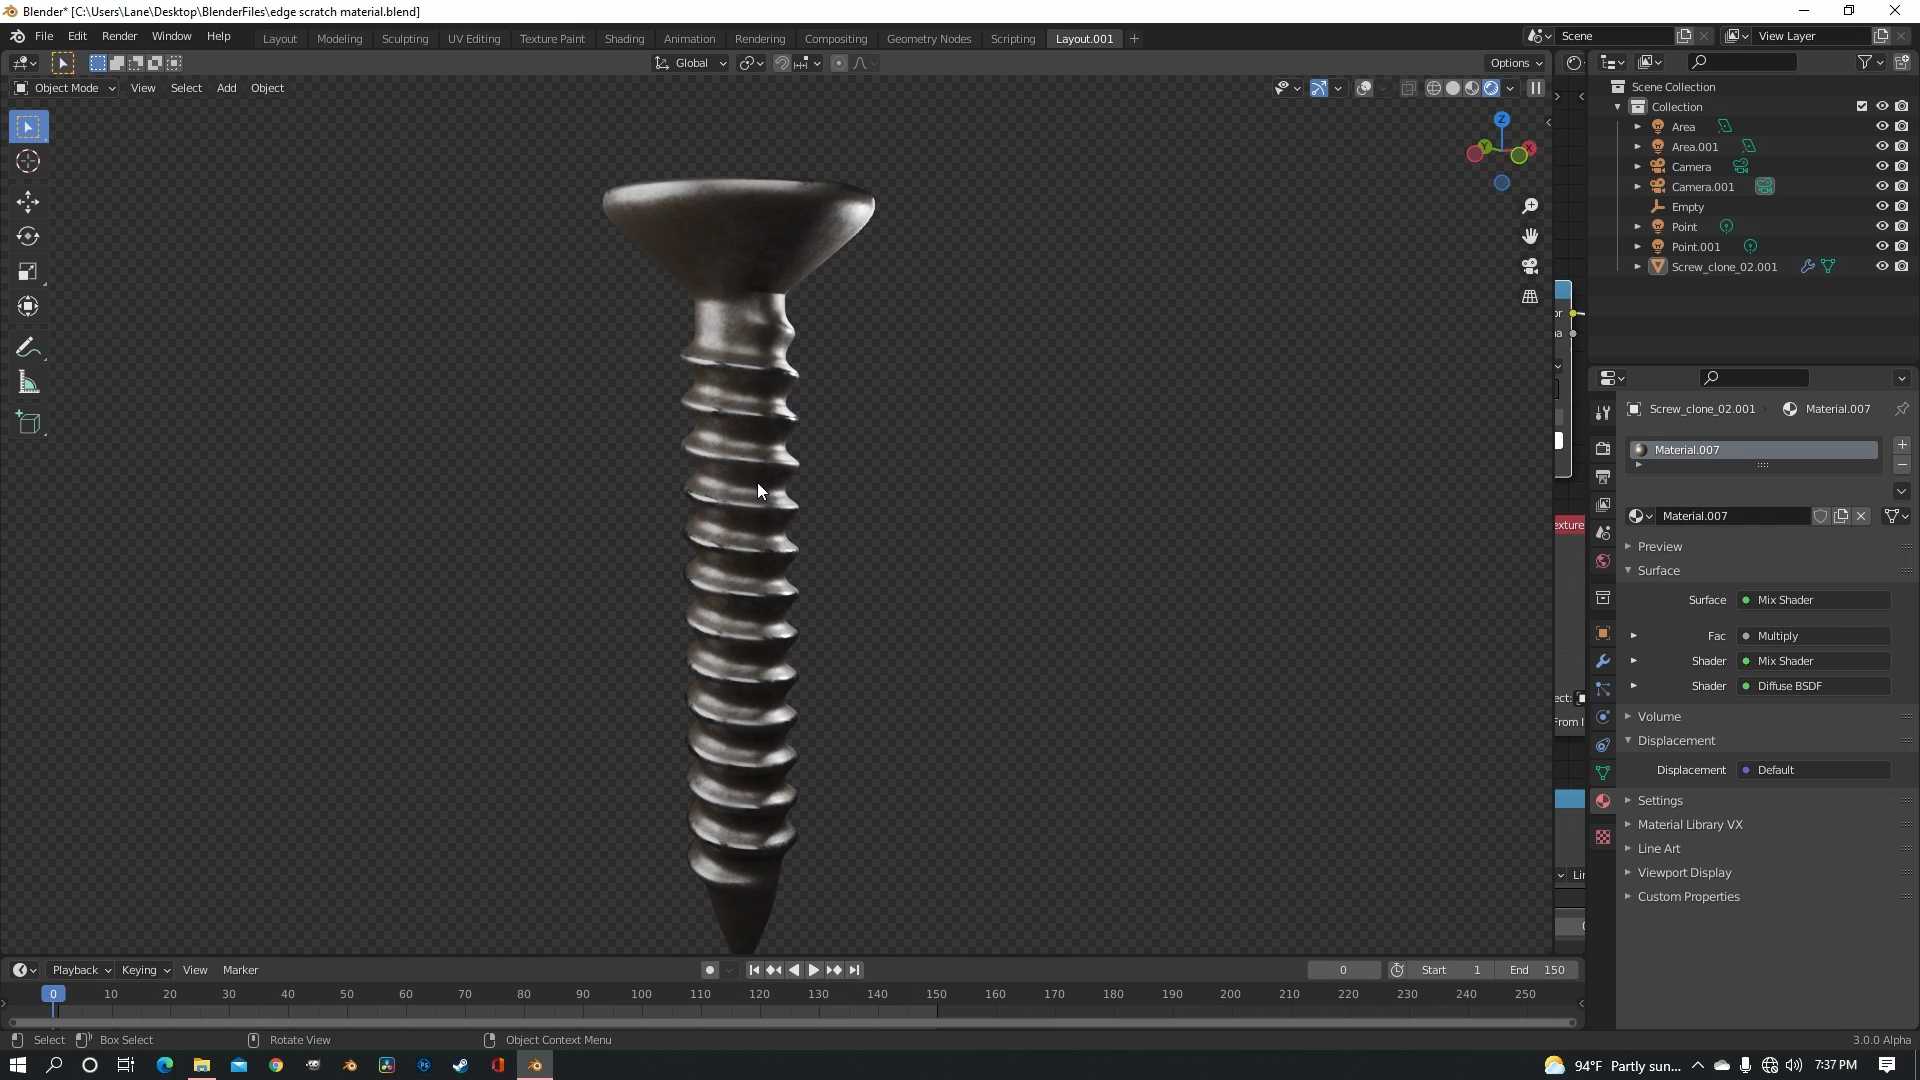 Blender* [C:\Users\Lane\Desktop\BlenderFiles\edge scratch material.blend]
File Edit Render Window Help Layout Modeling Sculpting UV Editing Texture Paint Shading Animation Rendering Compositing Geometry Nodes Scripting Layout.001 + Scene View Layer
Global Options
Object Mode View Select Add Object
Scene Collection
Collection
Area
Area.001
Camera
Camera.001
Empty
Point
Point.001
Screw_clone_02.001
Z
Y X
or
a
exture
ect:
From I
Lin
Screw_clone_02.001 Material.007
Material.007
Material.007
Preview
Surface
Surface Mix Shader
Fac Multiply
Shader Mix Shader
Shader Diffuse BSDF
Volume
Displacement
Displacement Default
Settings
Material Library VX
Line Art
Viewport Display
Custom Properties
Playback Keying View Marker 0 Start 1 End 150
0 10 20 30 40 50 60 70 80 90 100 110 120 130 140 150 160 170 180 190 200 210 220 230 240 250
Select Box Select Rotate View Object Context Menu 3.0.0 Alpha
94°F Partly sun... 7:37 PM